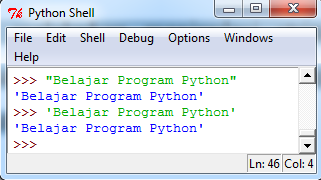 Python Shell
File Edit Shell Debug Options Windows
Help
>>> "Belajar Program Python"
'Belajar Program Python'
>>> 'Belajar Program Python'
'Belajar Program Python'
>>>
Ln: 46 Col: 4